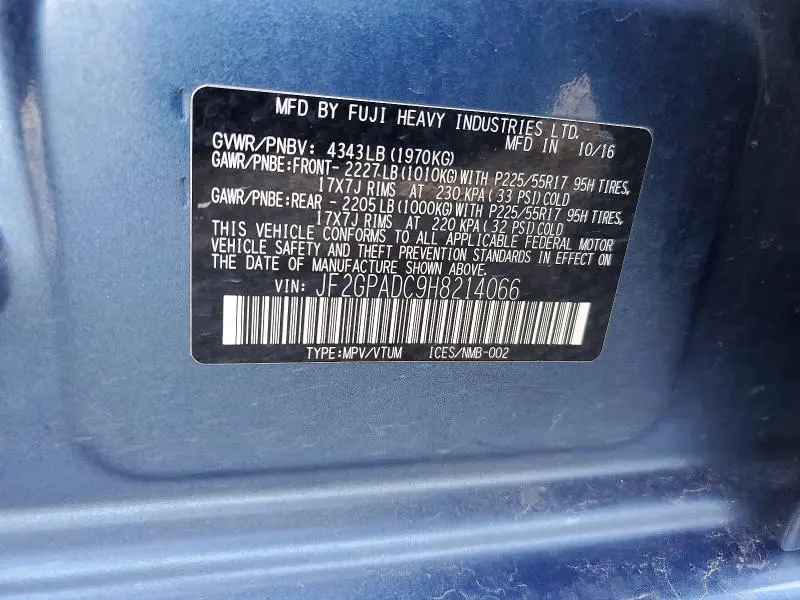 MFD BY FUJI HEAVY INDUSTRIES LTD.
MFD IN 10/16
GVWR/PNBV: 4343LB(1970KG)
GAWR/PNBE:FRONT-2227LB(1010KG)WITH P225/55R17 95H TIRES,
17X7J RIMS AT 230 KPA( 33 PSI)COLD
GAWR/PNBE:REAR -2205LB(1000KG)WITH P225/55R17 95H TIRES,
17X7J RIMS AT 220 KPA( 32 PSI)COLD
THIS VEHICLE CONFORMS TO ALL APPLICABLE FEDERAL MOTOR
VEHICLE SAFETY AND THEFT PREVENTION STANDARDS IN EFFECT ON
THE DATE OF MANUFACTURE SHOWN ABOVE.
VIN: JF2GPADC9H8214066
TYPE:MPV/VTUM ICES/NMB-002